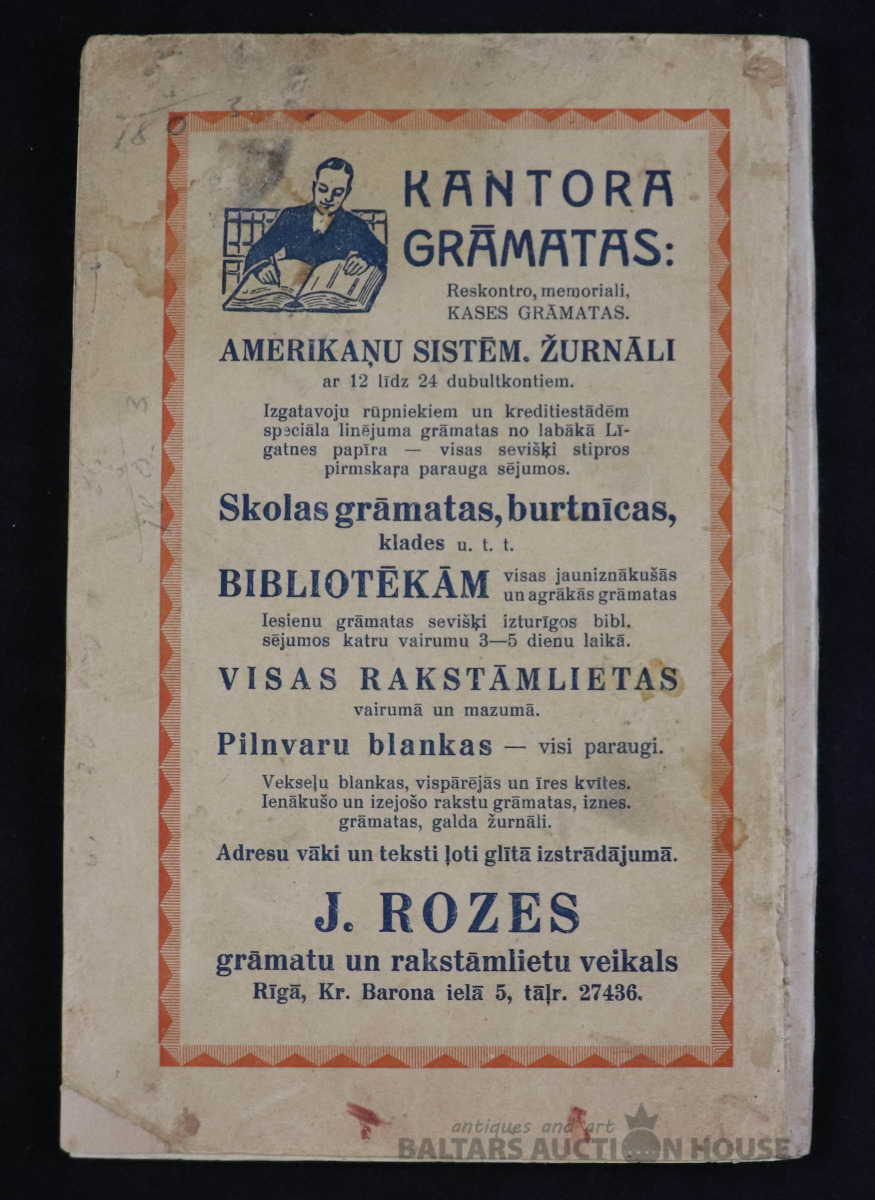 KANTORA
GRĀMATAS:
Reskontro, memoriali,
KASES GRĀMATAS.
AMERIKAŅU SISTĒM. ŽURNĀLI
ar 12 līdz 24 dubultkontiem.
Izgatavoju rūpniekiem un kreditiestādēm
speciāla linējuma grāmatas no labākā Lī-
gatnes papīra — visas sevišķi stipros
pirmskaŗa parauga sējumos.
Skolas grāmatas, burtnīcas,
klades u. t. t.
BIBLIOTĒKĀM visas jauniznākušās
un agrākās grāmatas
Iesienu grāmatas sevišķi izturīgos bibl.
sējumos katru vairumu 3—5 dienu laikā.
VISAS RAKSTĀMLIETAS
vairumā un mazumā.
Pilnvaru blankas — visi paraugi.
Vekseļu blankas, vispārējās un īres kvītes.
Ienākušo un izejošo rakstu grāmatas, iznes.
grāmatas, galda žurnāli.
Adresu vāki un teksti ļoti glītā izstrādājumā.
J. ROZES
grāmatu un rakstāmlietu veikals
Rīgā, Kr. Barona ielā 5, tāļr. 27436.
antiques and art
BALTARS AUCTION HOUSE